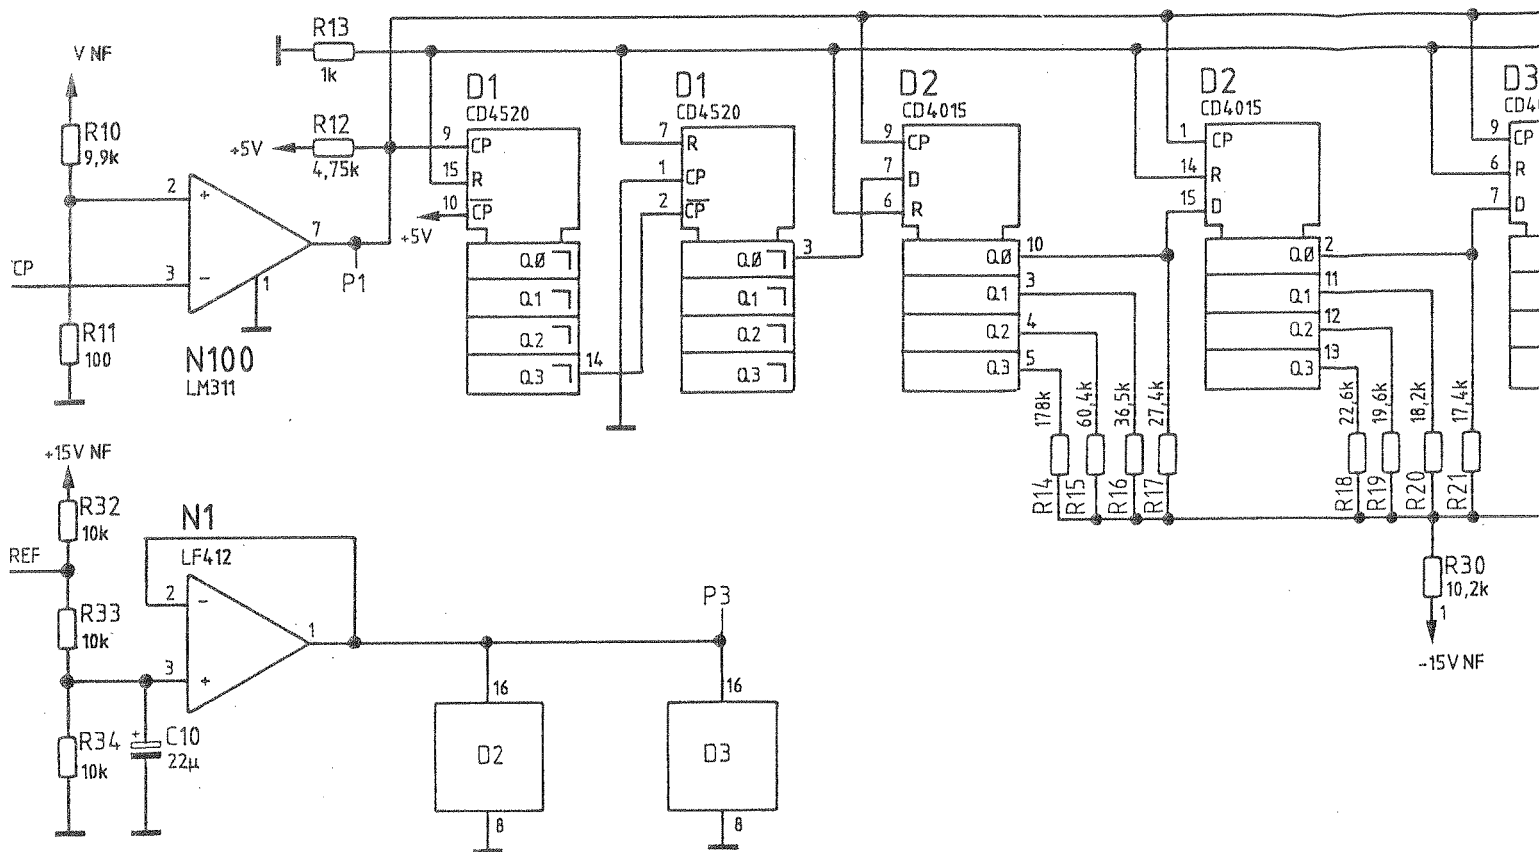 V NF
R10
9,9k
R11
100
CP
2
+
3
-
7
1
N100
LM311
P1
R13
1k
R12
4,75k
+5V
+5V
D1
CD4520
9
CP
15
R
10
CP
Q0
Q1
Q2
Q3
14
D1
CD4520
7
R
1
CP
2
CP
Q0
Q1
Q2
Q3
3
D2
CD4015
9
CP
7
D
6
R
Q0
Q1
Q2
Q3
10
3
4
5
D2
CD4015
1
CP
14
R
15
D
Q0
Q1
Q2
Q3
2
11
12
13
D3
9
CP
6
R
7
D
178k
60,4k
36,5k
27,4k
R14
R15
R16
R17
22,6k
19,6k
18,2k
17,4k
R18
R19
R20
R21
R30
10,2k
1
-15V NF
+15V NF
R32
10k
REF
R33
10k
R34
10k
C10
22µ
+
N1
LF412
2
-
3
+
1
P3
16
D2
8
16
D3
8